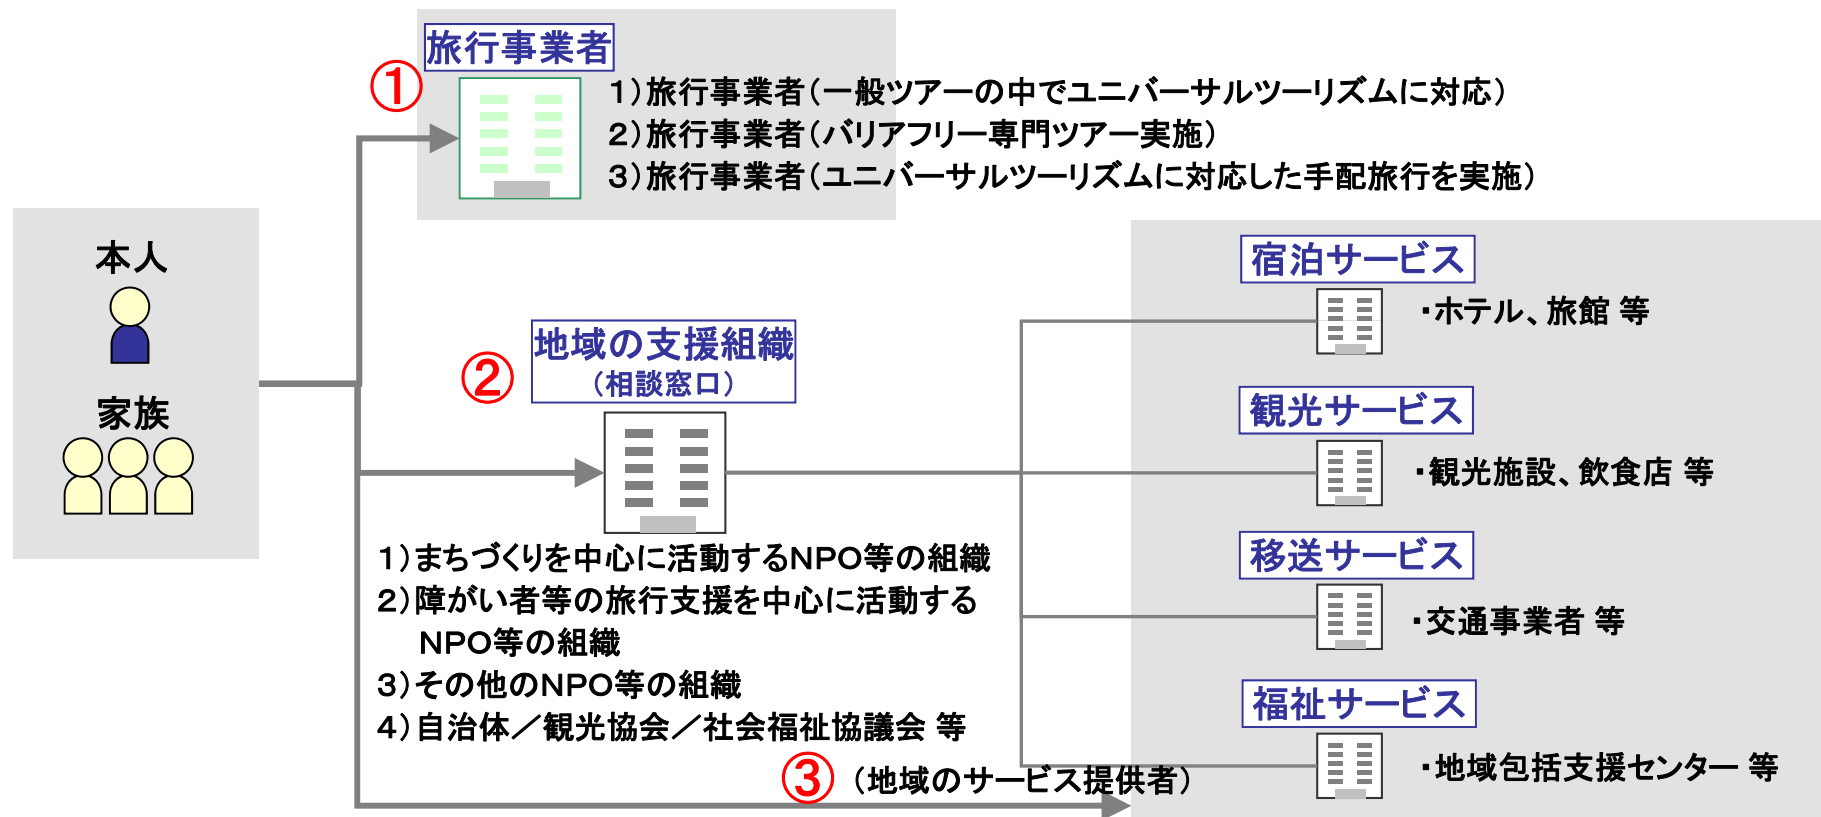 旅行事業者
①
1)旅行事業者(一般ツアーの中でユニバーサルツーリズムに対応)
2)旅行事業者(バリアフリー専門ツアー実施)
3)旅行事業者(ユニバーサルツーリズムに対応した手配旅行を実施)
本人
家族
地域の支援組織
(相談窓口)
②
1)まちづくりを中心に活動するNPO等の組織
2)障がい者等の旅行支援を中心に活動する
NPO等の組織
3)その他のNPO等の組織
4)自治体/観光協会/社会福祉協議会 等
③ (地域のサービス提供者)
宿泊サービス
・ホテル、旅館 等
観光サービス
・観光施設、飲食店 等
移送サービス
・交通事業者 等
福祉サービス
・地域包括支援センター 等